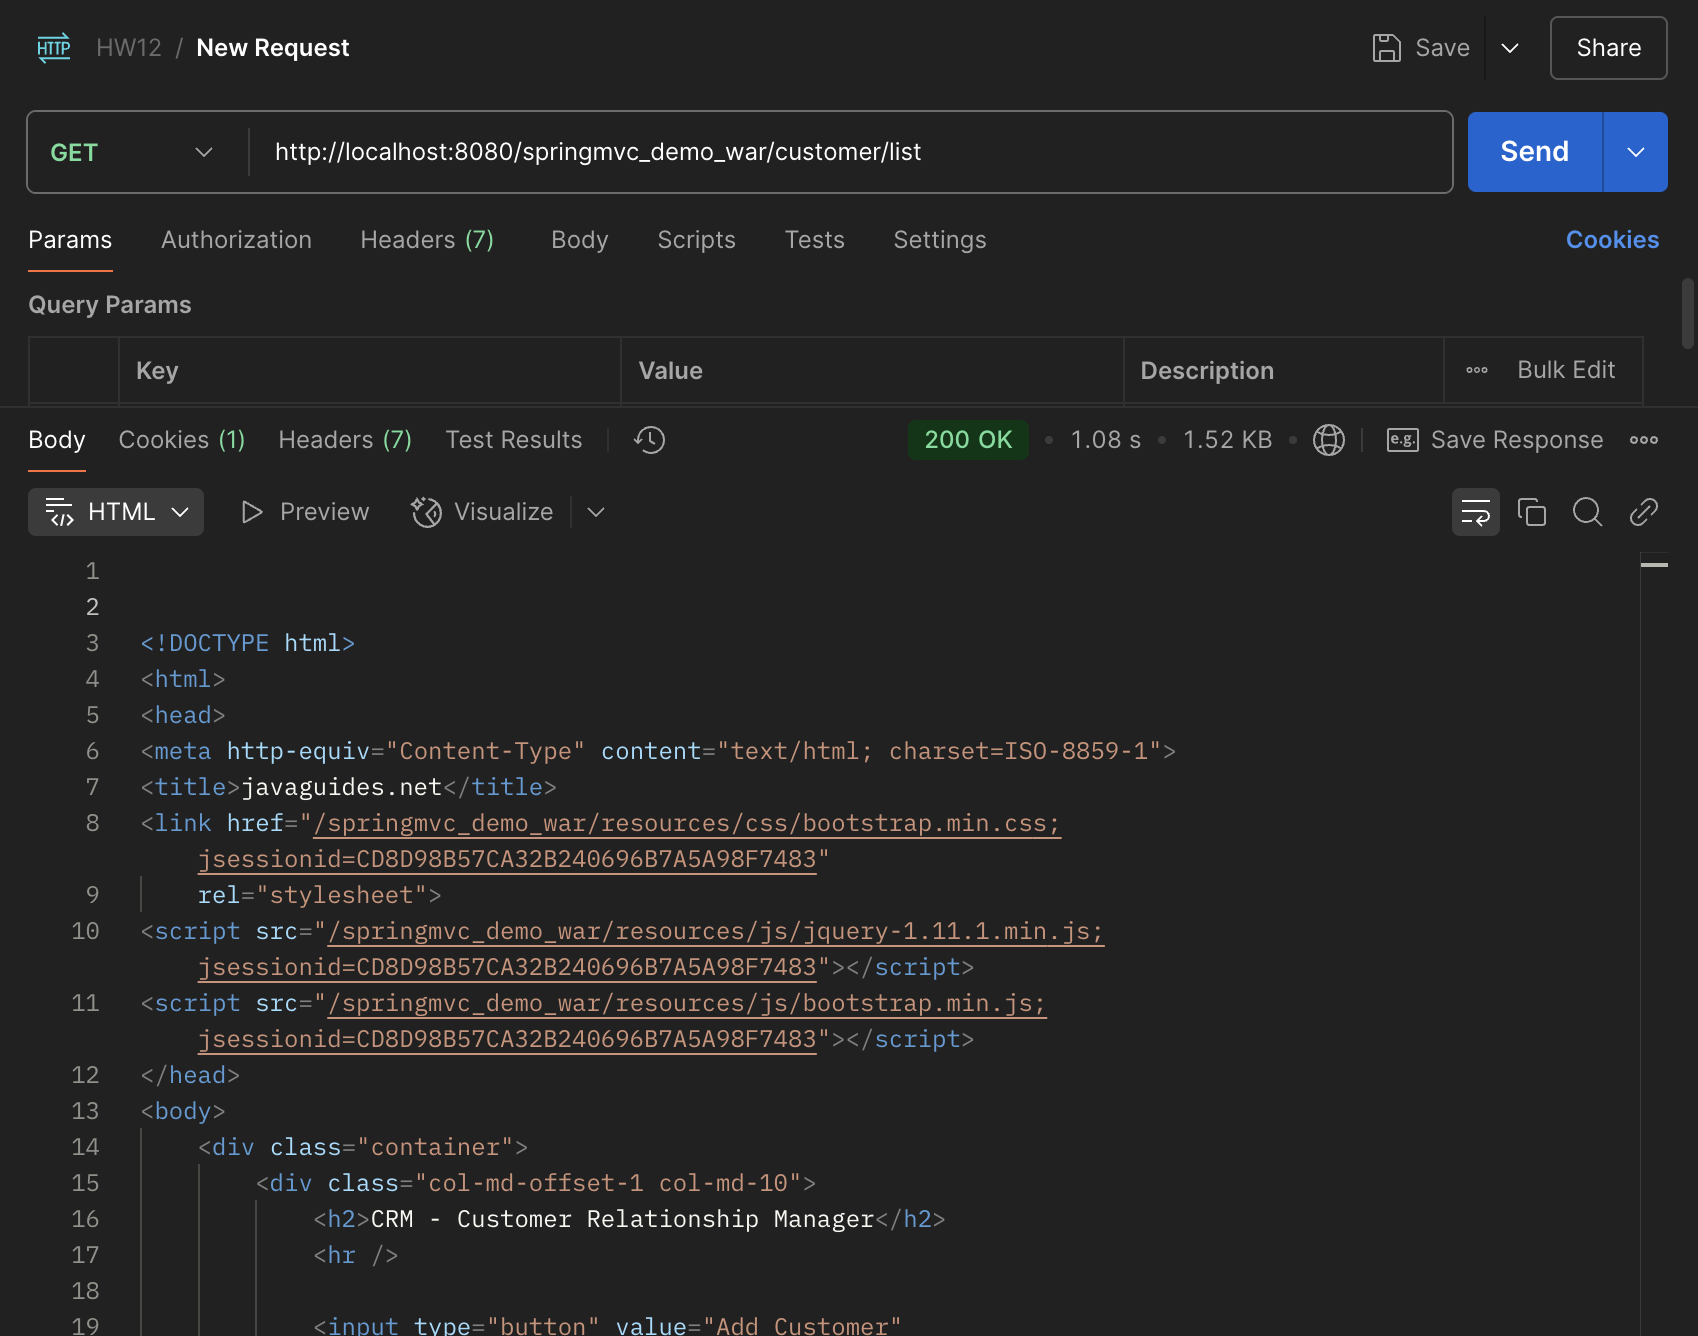 HTTP HW12 / New Request Save Share
GET http://localhost:8080/springmvc_demo_war/customer/list Send
Params Authorization Headers (7) Body Scripts Tests Settings Cookies
Query Params
Key Value Description Bulk Edit
Body Cookies (1) Headers (7) Test Results 200 OK 1.08 s 1.52 KB e.g. Save Response
HTML Preview Visualize
1
2
3 <!DOCTYPE html>
4 <html>
5 <head>
6 <meta http-equiv="Content-Type" content="text/html; charset=ISO-8859-1">
7 <title>javaguides.net</title>
8 <link href="/springmvc_demo_war/resources/css/bootstrap.min.css;
jsessionid=CD8D98B57CA32B240696B7A5A98F7483"
9 rel="stylesheet">
10 <script src="/springmvc_demo_war/resources/js/jquery-1.11.1.min.js;
jsessionid=CD8D98B57CA32B240696B7A5A98F7483"></script>
11 <script src="/springmvc_demo_war/resources/js/bootstrap.min.js;
jsessionid=CD8D98B57CA32B240696B7A5A98F7483"></script>
12 </head>
13 <body>
14 <div class="container">
15 <div class="col-md-offset-1 col-md-10">
16 <h2>CRM - Customer Relationship Manager</h2>
17 <hr />
18
19 <input type="button" value="Add Customer"